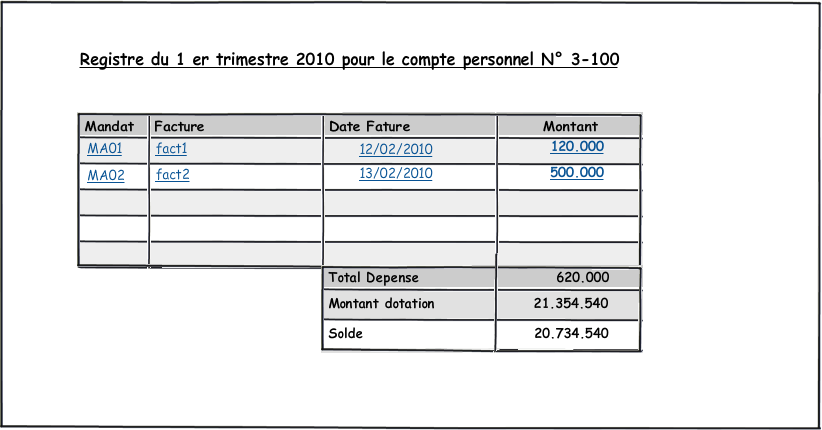 Registre du 1 er trimestre 2010 pour le compte personnel N° 3-100
Mandat Facture Date Fature Montant
MA01 fact1 12/02/2010 120.000
MA02 fact2 13/02/2010 500.000
Total Depense 620.000
Montant dotation 21.354.540
Solde 20.734.540